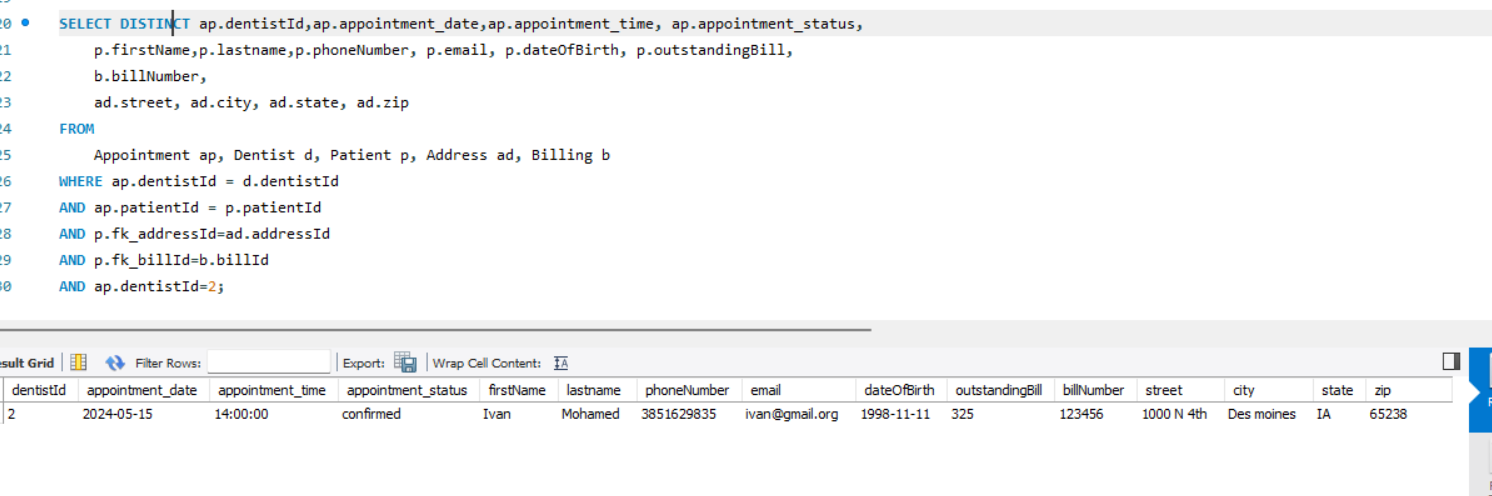 20 SELECT DISTINCT ap.dentistId,ap.appointment_date,ap.appointment_time, ap.appointment_status,
21 p.firstName,p.lastname,p.phoneNumber, p.email, p.dateOfBirth, p.outstandingBill,
22 b.billNumber,
23 ad.street, ad.city, ad.state, ad.zip
24 FROM
25 Appointment ap, Dentist d, Patient p, Address ad, Billing b
26 WHERE ap.dentistId = d.dentistId
27 AND ap.patientId = p.patientId
28 AND p.fk_addressId=ad.addressId
29 AND p.fk_billId=b.billId
30 AND ap.dentistId=2;
sult Grid Filter Rows: Export: Wrap Cell Content: IA
dentistId appointment_date appointment_time appointment_status firstName lastname phoneNumber email dateOfBirth outstandingBill billNumber street city state zip
2 2024-05-15 14:00:00 confirmed Ivan Mohamed 3851629835 ivan@gmail.org 1998-11-11 325 123456 1000 N 4th Des moines IA 65238